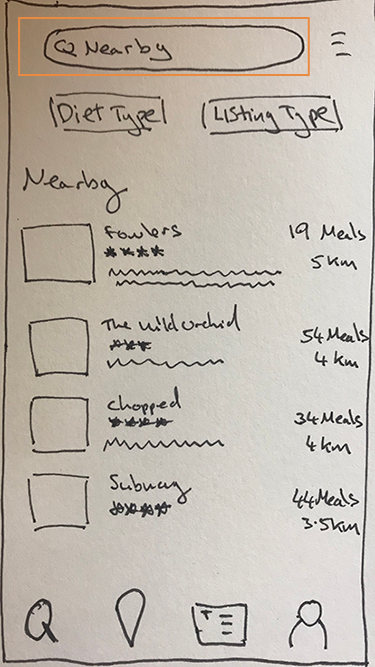 Nearby
Diet Type
Listing Type
Nearby
Fowlers
19 Meals
****
5km
The Wild Orchid
54 Meals
***
4 km
Chopped
34 Meals
****
4 km
Subway
44 Meals
****
3.5km